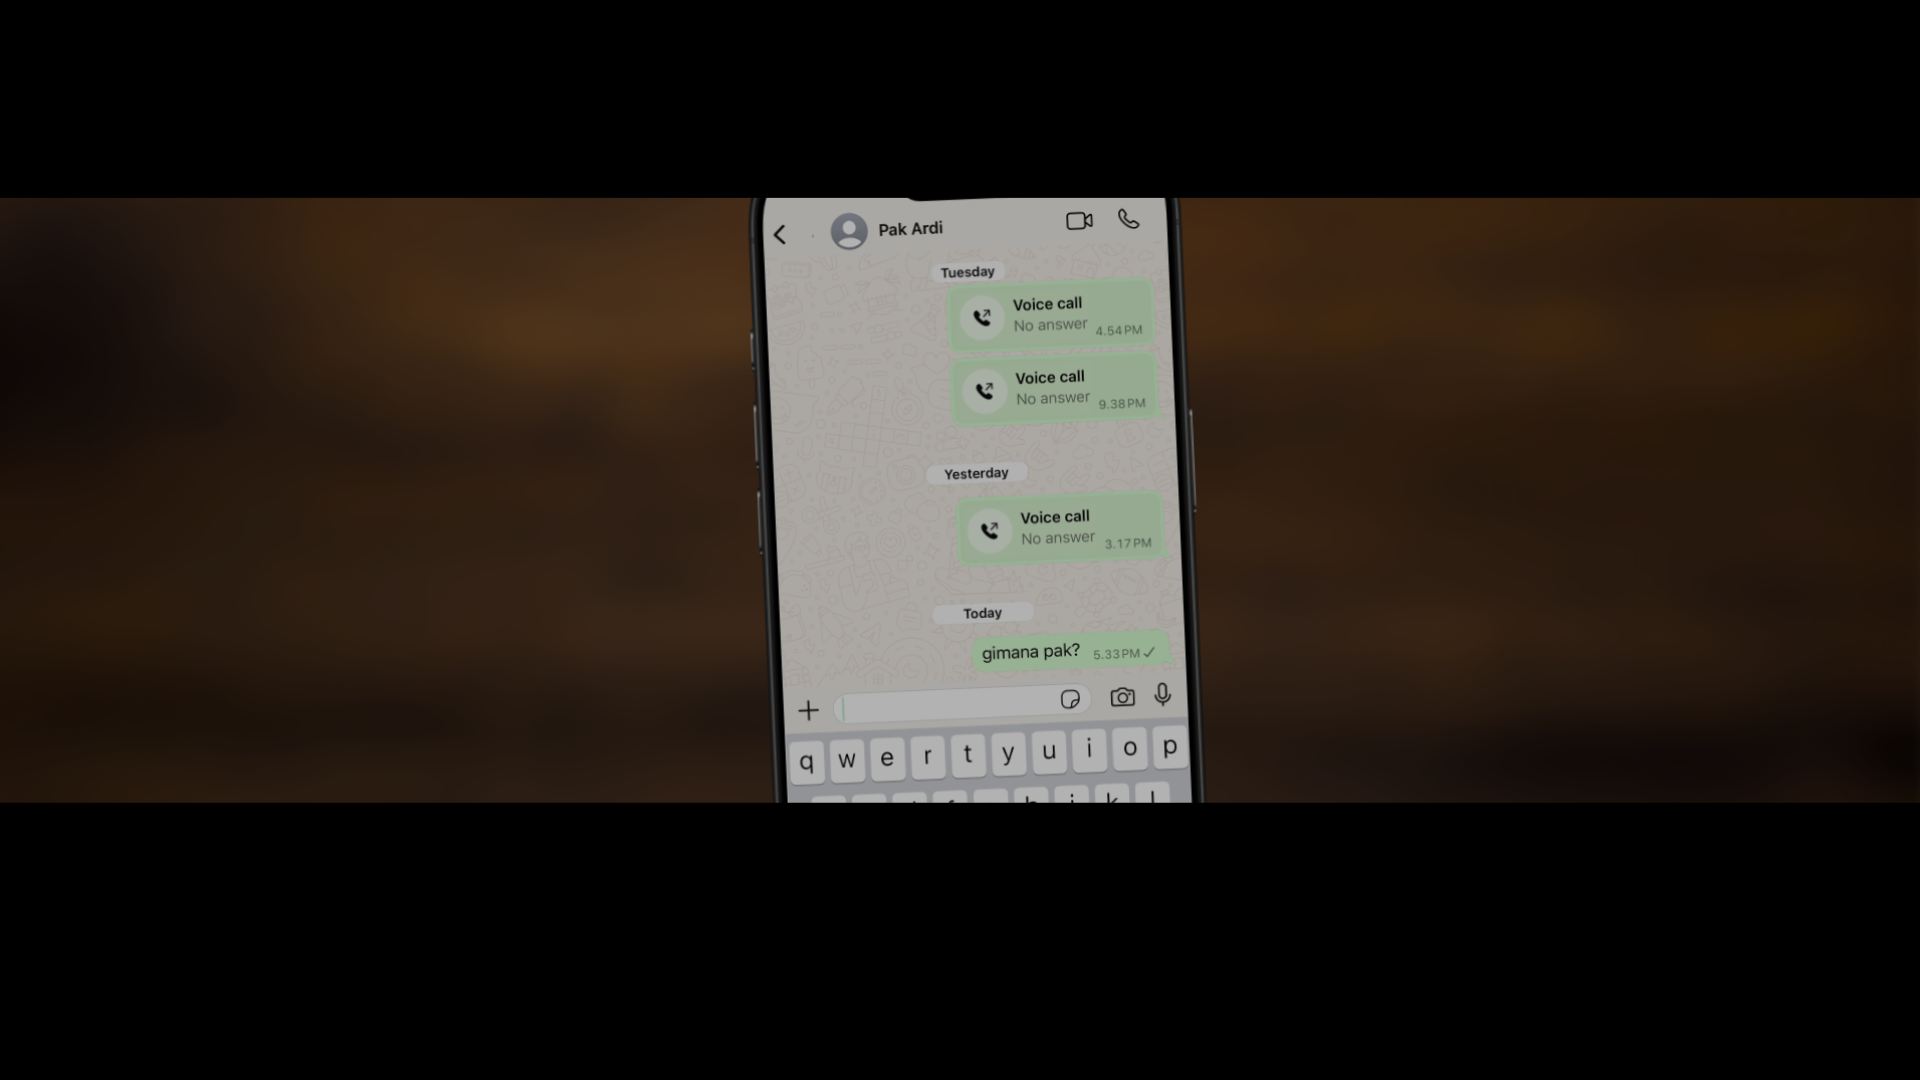 Pak Ardi
Tuesday
Voice call
No answer 4.54 PM
Voice call
No answer 9.38 PM
Yesterday
Voice call
No answer 3.17 PM
Today
gimana pak? 5.33 PM
q w e r t y u i o p